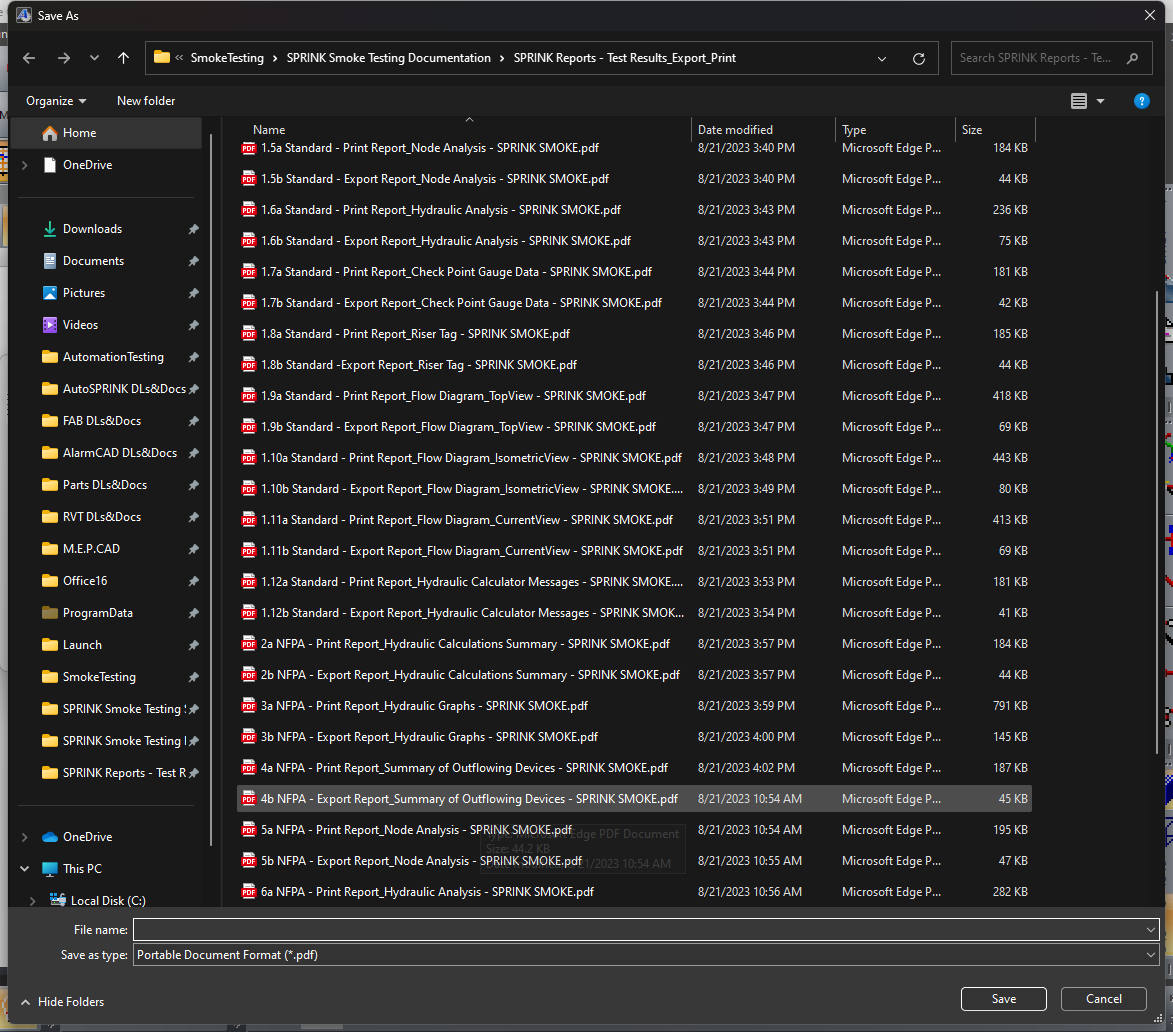 Save As
« SmokeTesting > SPRINK Smoke Testing Documentation > SPRINK Reports - Test Results_Export_Print
Search SPRINK Reports - Te...
Organize
New folder
?
Home
OneDrive
Downloads
Documents
Pictures
Videos
AutomationTesting
AutoSPRINK DLs&Docs
FAB DLs&Docs
AlarmCAD DLs&Docs
Parts DLs&Docs
RVT DLs&Docs
M.E.P.CAD
Office16
ProgramData
Launch
SmokeTesting
SPRINK Smoke Testing
SPRINK Smoke Testing
SPRINK Reports - Test R
OneDrive
This PC
Local Disk (C:)
Name Date modified Type Size
1.5a Standard - Print Report_Node Analysis - SPRINK SMOKE.pdf 8/21/2023 3:40 PM Microsoft Edge P... 184 KB
1.5b Standard - Export Report_Node Analysis - SPRINK SMOKE.pdf 8/21/2023 3:40 PM Microsoft Edge P... 44 KB
1.6a Standard - Print Report_Hydraulic Analysis - SPRINK SMOKE.pdf 8/21/2023 3:43 PM Microsoft Edge P... 236 KB
1.6b Standard - Export Report_Hydraulic Analysis - SPRINK SMOKE.pdf 8/21/2023 3:43 PM Microsoft Edge P... 75 KB
1.7a Standard - Print Report_Check Point Gauge Data - SPRINK SMOKE.pdf 8/21/2023 3:44 PM Microsoft Edge P... 181 KB
1.7b Standard - Export Report_Check Point Gauge Data - SPRINK SMOKE.pdf 8/21/2023 3:44 PM Microsoft Edge P... 42 KB
1.8a Standard - Print Report_Riser Tag - SPRINK SMOKE.pdf 8/21/2023 3:46 PM Microsoft Edge P... 185 KB
1.8b Standard -Export Report_Riser Tag - SPRINK SMOKE.pdf 8/21/2023 3:46 PM Microsoft Edge P... 44 KB
1.9a Standard - Print Report_Flow Diagram_TopView - SPRINK SMOKE.pdf 8/21/2023 3:47 PM Microsoft Edge P... 418 KB
1.9b Standard - Export Report_Flow Diagram_TopView - SPRINK SMOKE.pdf 8/21/2023 3:47 PM Microsoft Edge P... 69 KB
1.10a Standard - Print Report_Flow Diagram_IsometricView - SPRINK SMOKE.pdf 8/21/2023 3:48 PM Microsoft Edge P... 443 KB
1.10b Standard - Export Report_Flow Diagram_IsometricView - SPRINK SMOKE.... 8/21/2023 3:49 PM Microsoft Edge P... 80 KB
1.11a Standard - Print Report_Flow Diagram_CurrentView - SPRINK SMOKE.pdf 8/21/2023 3:51 PM Microsoft Edge P... 413 KB
1.11b Standard - Export Report_Flow Diagram_CurrentView - SPRINK SMOKE.pdf 8/21/2023 3:51 PM Microsoft Edge P... 69 KB
1.12a Standard - Print Report_Hydraulic Calculator Messages - SPRINK SMOKE.... 8/21/2023 3:53 PM Microsoft Edge P... 181 KB
1.12b Standard - Export Report_Hydraulic Calculator Messages - SPRINK SMOK... 8/21/2023 3:54 PM Microsoft Edge P... 41 KB
2a NFPA - Print Report_Hydraulic Calculations Summary - SPRINK SMOKE.pdf 8/21/2023 3:57 PM Microsoft Edge P... 184 KB
2b NFPA - Export Report_Hydraulic Calculations Summary - SPRINK SMOKE.pdf 8/21/2023 3:57 PM Microsoft Edge P... 44 KB
3a NFPA - Print Report_Hydraulic Graphs - SPRINK SMOKE.pdf 8/21/2023 3:59 PM Microsoft Edge P... 791 KB
3b NFPA - Export Report_Hydraulic Graphs - SPRINK SMOKE.pdf 8/21/2023 4:00 PM Microsoft Edge P... 145 KB
4a NFPA - Print Report_Summary of Outflowing Devices - SPRINK SMOKE.pdf 8/21/2023 4:02 PM Microsoft Edge P... 187 KB
4b NFPA - Export Report_Summary of Outflowing Devices - SPRINK SMOKE.pdf 8/21/2023 10:54 AM Microsoft Edge P... 45 KB
5a NFPA - Print Report_Node Analysis - SPRINK SMOKE.pdf 8/21/2023 10:54 AM Microsoft Edge P... 195 KB
Type: Microsoft Edge PDF Document
Size: 44.2 KB
5b NFPA - Export Report_Node Analysis - SPRINK SMOKE.pdf 8/21/2023 10:55 AM Microsoft Edge P... 47 KB
/2023 10:54 AM
6a NFPA - Print Report_Hydraulic Analysis - SPRINK SMOKE.pdf 8/21/2023 10:56 AM Microsoft Edge P... 282 KB
File name:
Save as type: Portable Document Format (*.pdf)
Hide Folders
Save
Cancel